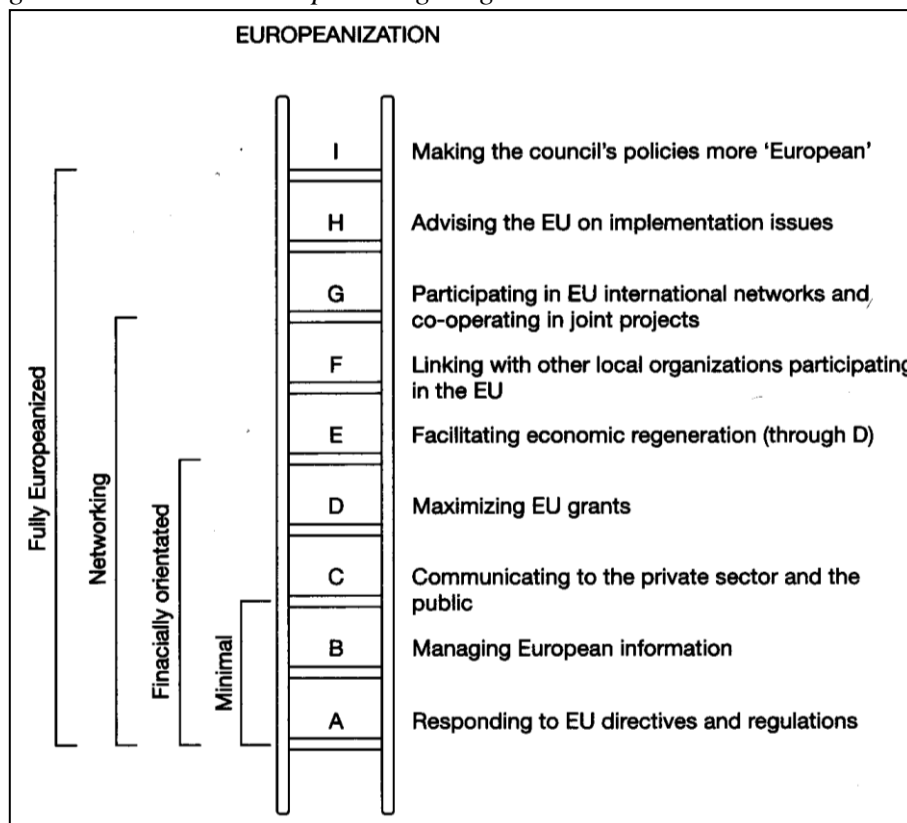 EUROPEANIZATION
I Making the council's policies more 'European'
H Advising the EU on implementation issues
G Participating in EU international networks and
co-operating in joint projects
F Linking with other local organizations participating
in the EU
E Facilitating economic regeneration (through D)
D Maximizing EU grants
C Communicating to the private sector and the
public
B Managing European information
A Responding to EU directives and regulations
Fully Europeanized
Networking
Finacially orientated
Minimal